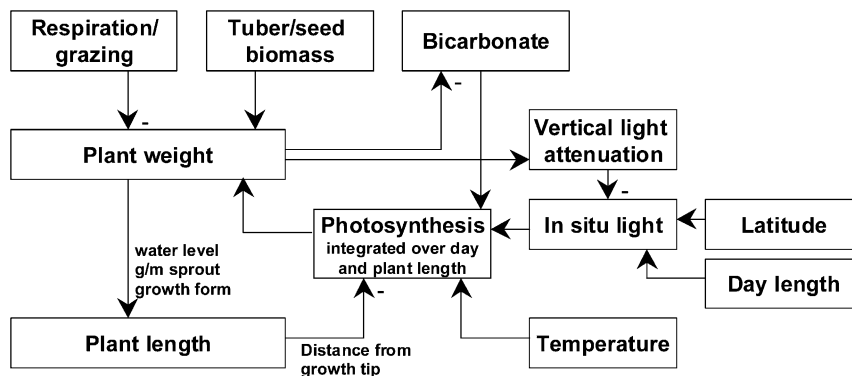 Respiration/
grazing
Tuber/seed
biomass
Bicarbonate
-
-
Plant weight
Vertical light
attenuation
-
Photosynthesis
integrated over day
and plant length
In situ light
Latitude
water level
g/m sprout
growth form
-
Day length
Plant length
Distance from
growth tip
Temperature